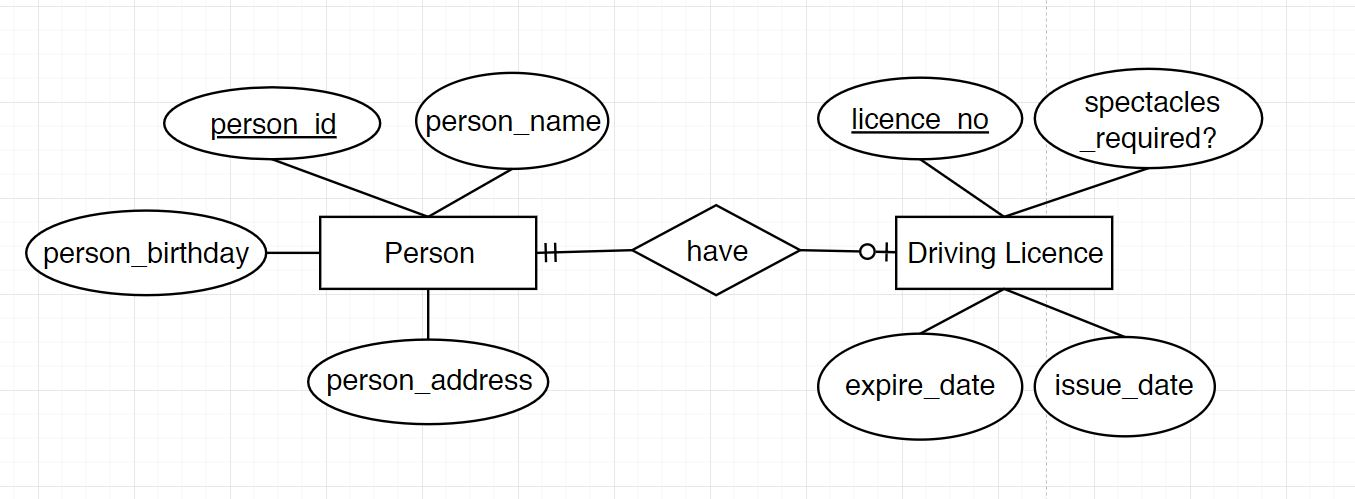 person_id
person_name
licence_no
spectacles
_required?
person_birthday
Person
have
Driving Licence
person_address
expire_date
issue_date